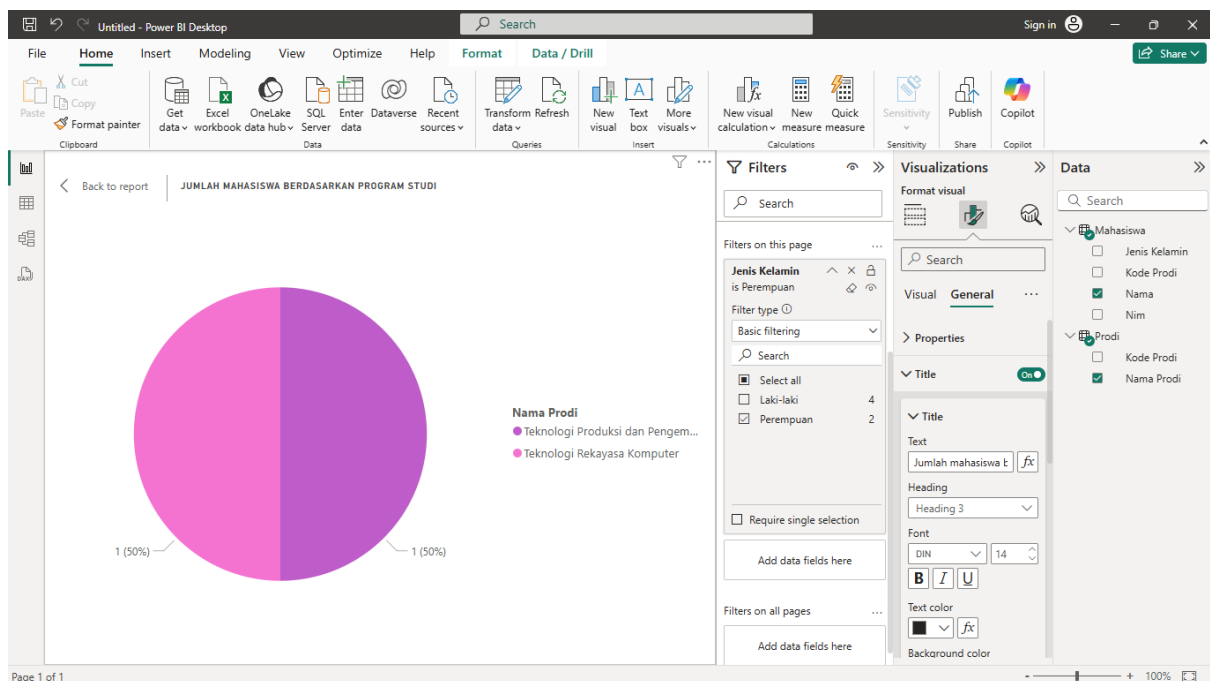 Untitled - Power BI Desktop
Search
Sign in
File Home Insert Modeling View Optimize Help Format Data / Drill
Share
Paste
Cut
Copy
Format painter
Clipboard
Get data
Excel workbook
OneLake data hub
SQL Server
Enter data
Dataverse
Recent sources
Data
Transform data
Refresh
Queries
New visual
A
Text box
More visuals
Insert
New visual calculation
New measure
Quick measure
Calculations
Sensitivity
Sensitivity
Publish
Share
Copilot
Copilot
Back to report
JUMLAH MAHASISWA BERDASARKAN PROGRAM STUDI
1 (50%)
1 (50%)
Nama Prodi
Teknologi Produksi dan Pengem...
Teknologi Rekayasa Komputer
Filters
Search
Filters on this page
Jenis Kelamin
is Perempuan
Filter type
Basic filtering
Search
Select all
Laki-laki 4
Perempuan 2
Require single selection
Add data fields here
Filters on all pages
Add data fields here
Visualizations
Format visual
Search
Visual General
Properties
Title On
Title
Text
Jumlah mahasiswa b fx
Heading
Heading 3
Font
DIN 14
B I U
Text color
fx
Background color
Data
Search
Mahasiswa
Jenis Kelamin
Kode Prodi
Nama
Nim
Prodi
Kode Prodi
Nama Prodi
Page 1 of 1
- + 100%